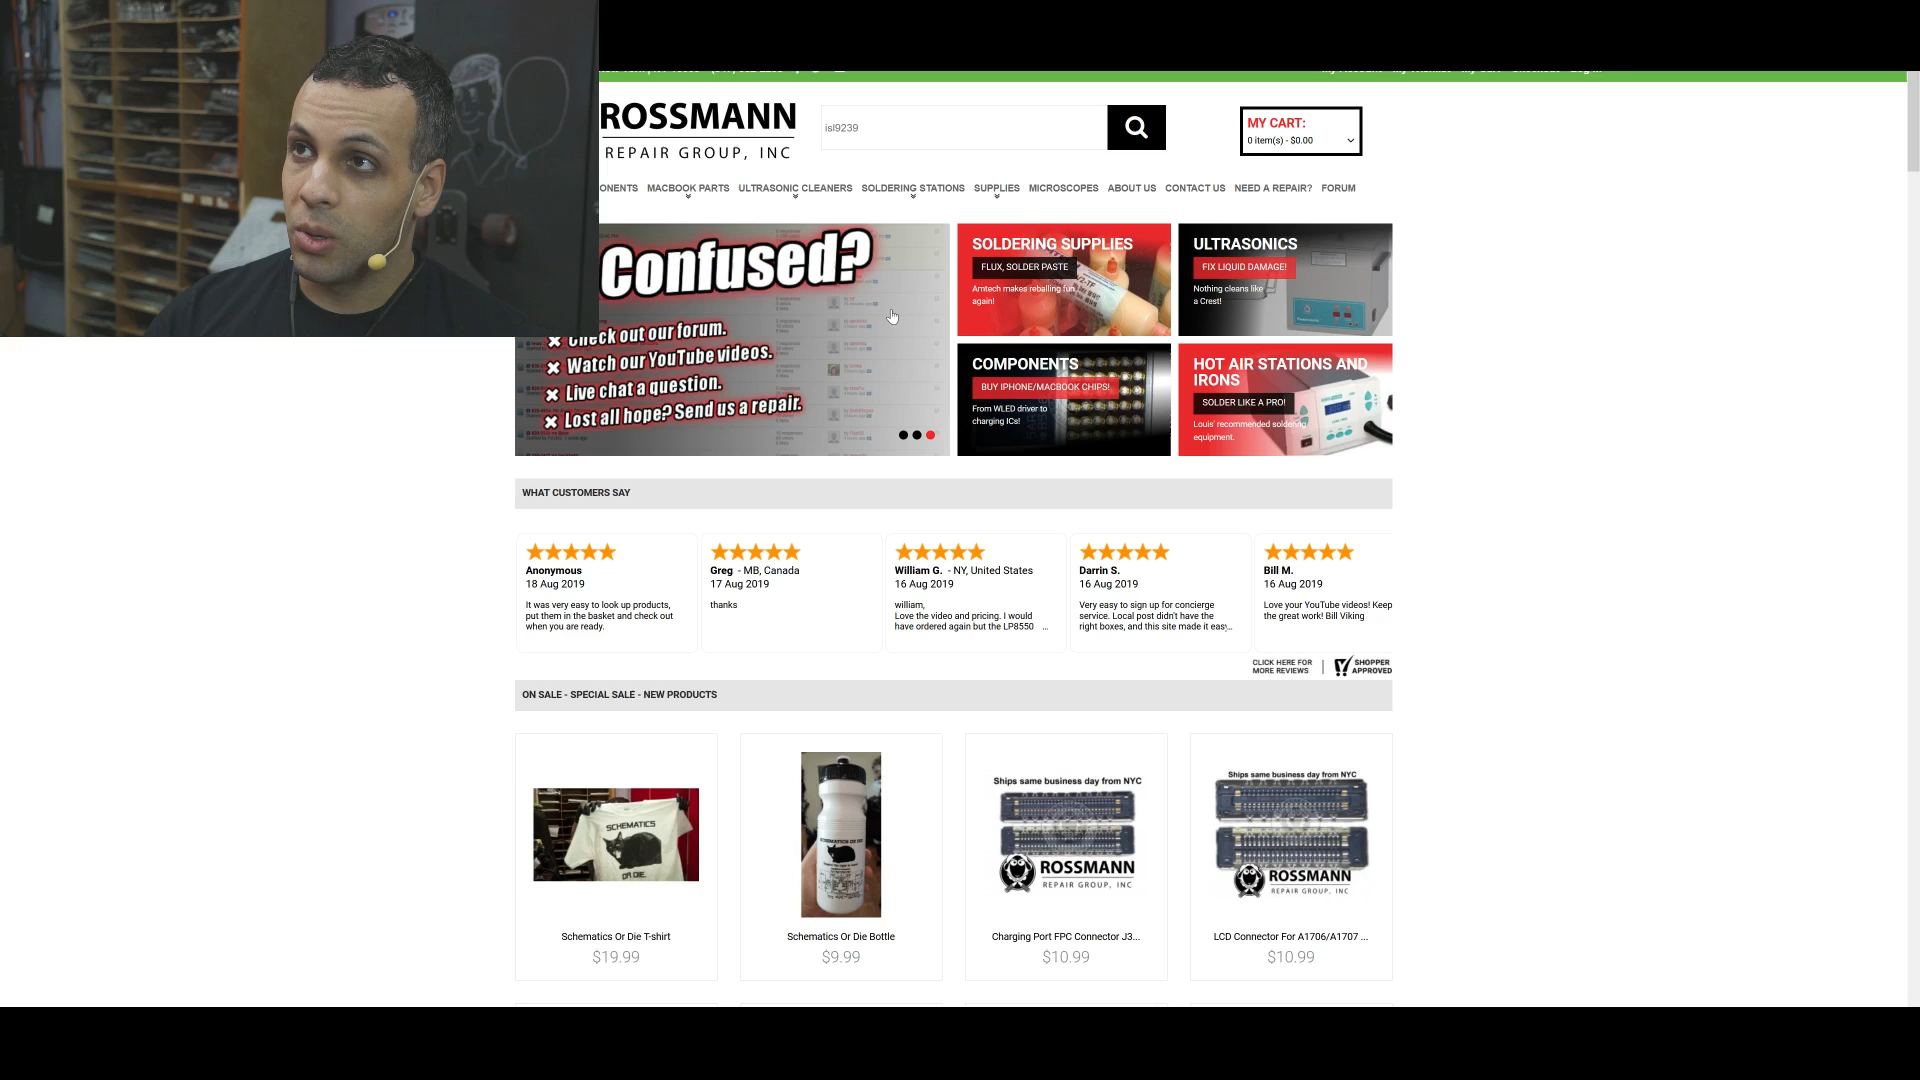 ROSSMANN
REPAIR GROUP, INC
isl9239
MY CART:
0 item(s) - $0.00
ONENTS MACBOOK PARTS ULTRASONIC CLEANERS SOLDERING STATIONS SUPPLIES MICROSCOPES ABOUT US CONTACT US NEED A REPAIR? FORUM
Confused?
Check out our forum.
Watch our YouTube videos.
Live chat a question.
Lost all hope? Send us a repair.
SOLDERING SUPPLIES
FLUX, SOLDER PASTE
Amtech makes reballing fun
again!
ULTRASONICS
FIX LIQUID DAMAGE!
Nothing cleans like
a Crest!
COMPONENTS
BUY IPHONE/MACBOOK CHIPS!
From WLED driver to
charging ICs!
HOT AIR STATIONS AND
IRONS
SOLDER LIKE A PRO!
Louis' recommended soldering
equipment.
WHAT CUSTOMERS SAY
Anonymous
18 Aug 2019
It was very easy to look up products,
put them in the basket and check out
when you are ready.
Greg - MB, Canada
17 Aug 2019
thanks
William G. - NY, United States
16 Aug 2019
william,
Love the video and pricing. I would
have ordered again but the LP8550 ...
Darrin S.
16 Aug 2019
Very easy to sign up for concierge
service. Local post didn't have the
right boxes, and this site made it easy...
Bill M.
16 Aug 2019
Love your YouTube videos! Keep
the great work! Bill Viking
CLICK HERE FOR
MORE REVIEWS
SHOPPER
APPROVED
ON SALE - SPECIAL SALE - NEW PRODUCTS
SCHEMATICS
OR DIE
Schematics Or Die T-shirt
$19.99
SCHEMATICS OR DIE
Schematics Or Die Bottle
$9.99
Ships same business day from NYC
ROSSMANN
REPAIR GROUP, INC
Charging Port FPC Connector J3...
$10.99
Ships same business day from NYC
ROSSMANN
REPAIR GROUP, INC
LCD Connector For A1706/A1707 ...
$10.99